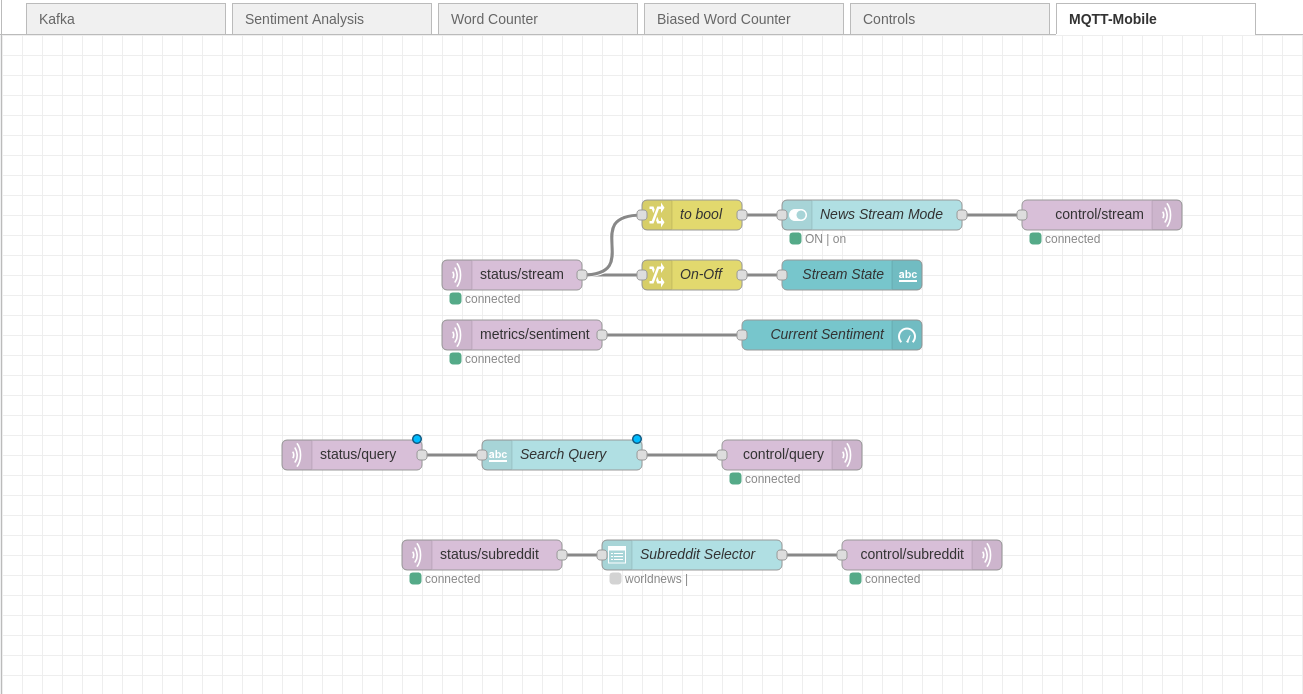 Kafka
Sentiment Analysis
Word Counter
Biased Word Counter
Controls
MQTT-Mobile
to bool
News Stream Mode
control/stream
ON | on
connected
status/stream
On-Off
Stream State
abc
connected
metrics/sentiment
Current Sentiment
connected
status/query
abc
Search Query
control/query
connected
status/subreddit
Subreddit Selector
control/subreddit
connected
worldnews |
connected